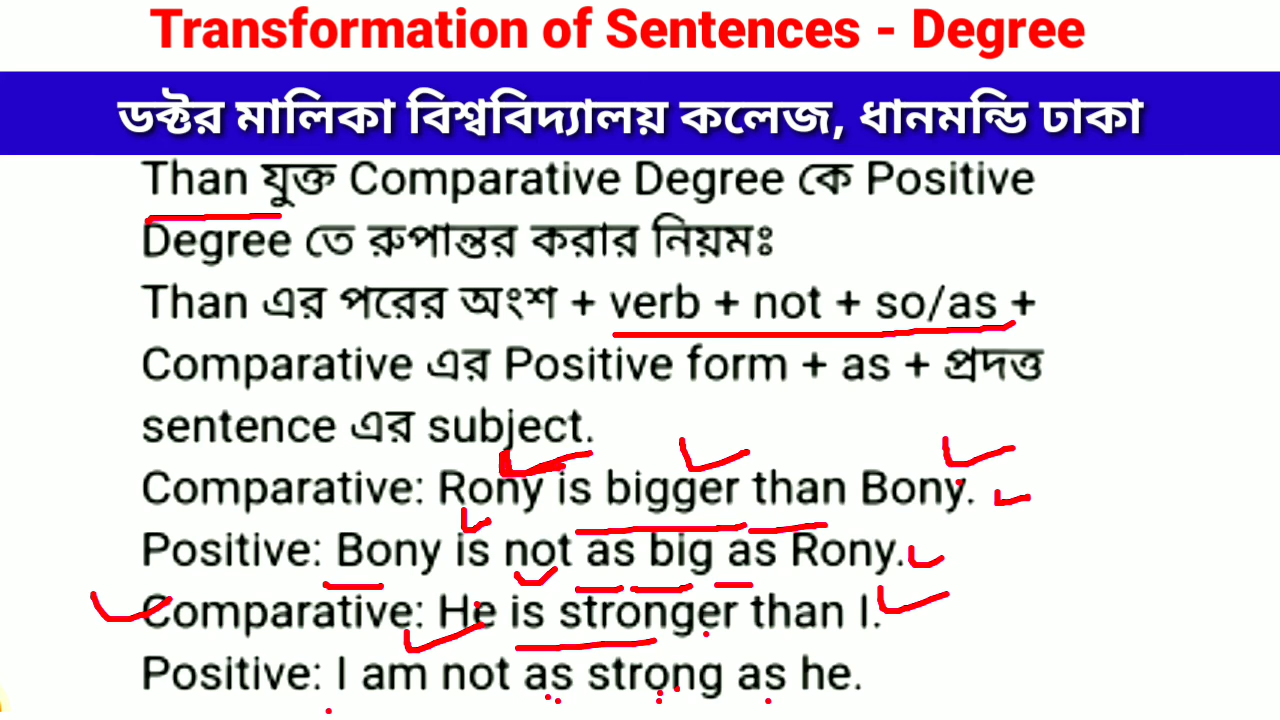 Transformation of Sentences - Degree
ডক্টর মালিকা বিশ্ববিদ্যালয় কলেজ, ধানমন্ডি ঢাকা
Than যুক্ত Comparative Degree কে Positive
Degree তে রুপান্তর করার নিয়মঃ
Than এর পরের অংশ + verb + not + so/as +
Comparative এর Positive form + as + প্রদত্ত
sentence এর subject.
Comparative: Rony is bigger than Bony.
Positive: Bony is not as big as Rony.
Comparative: He is stronger than I.
Positive: I am not as strong as he.